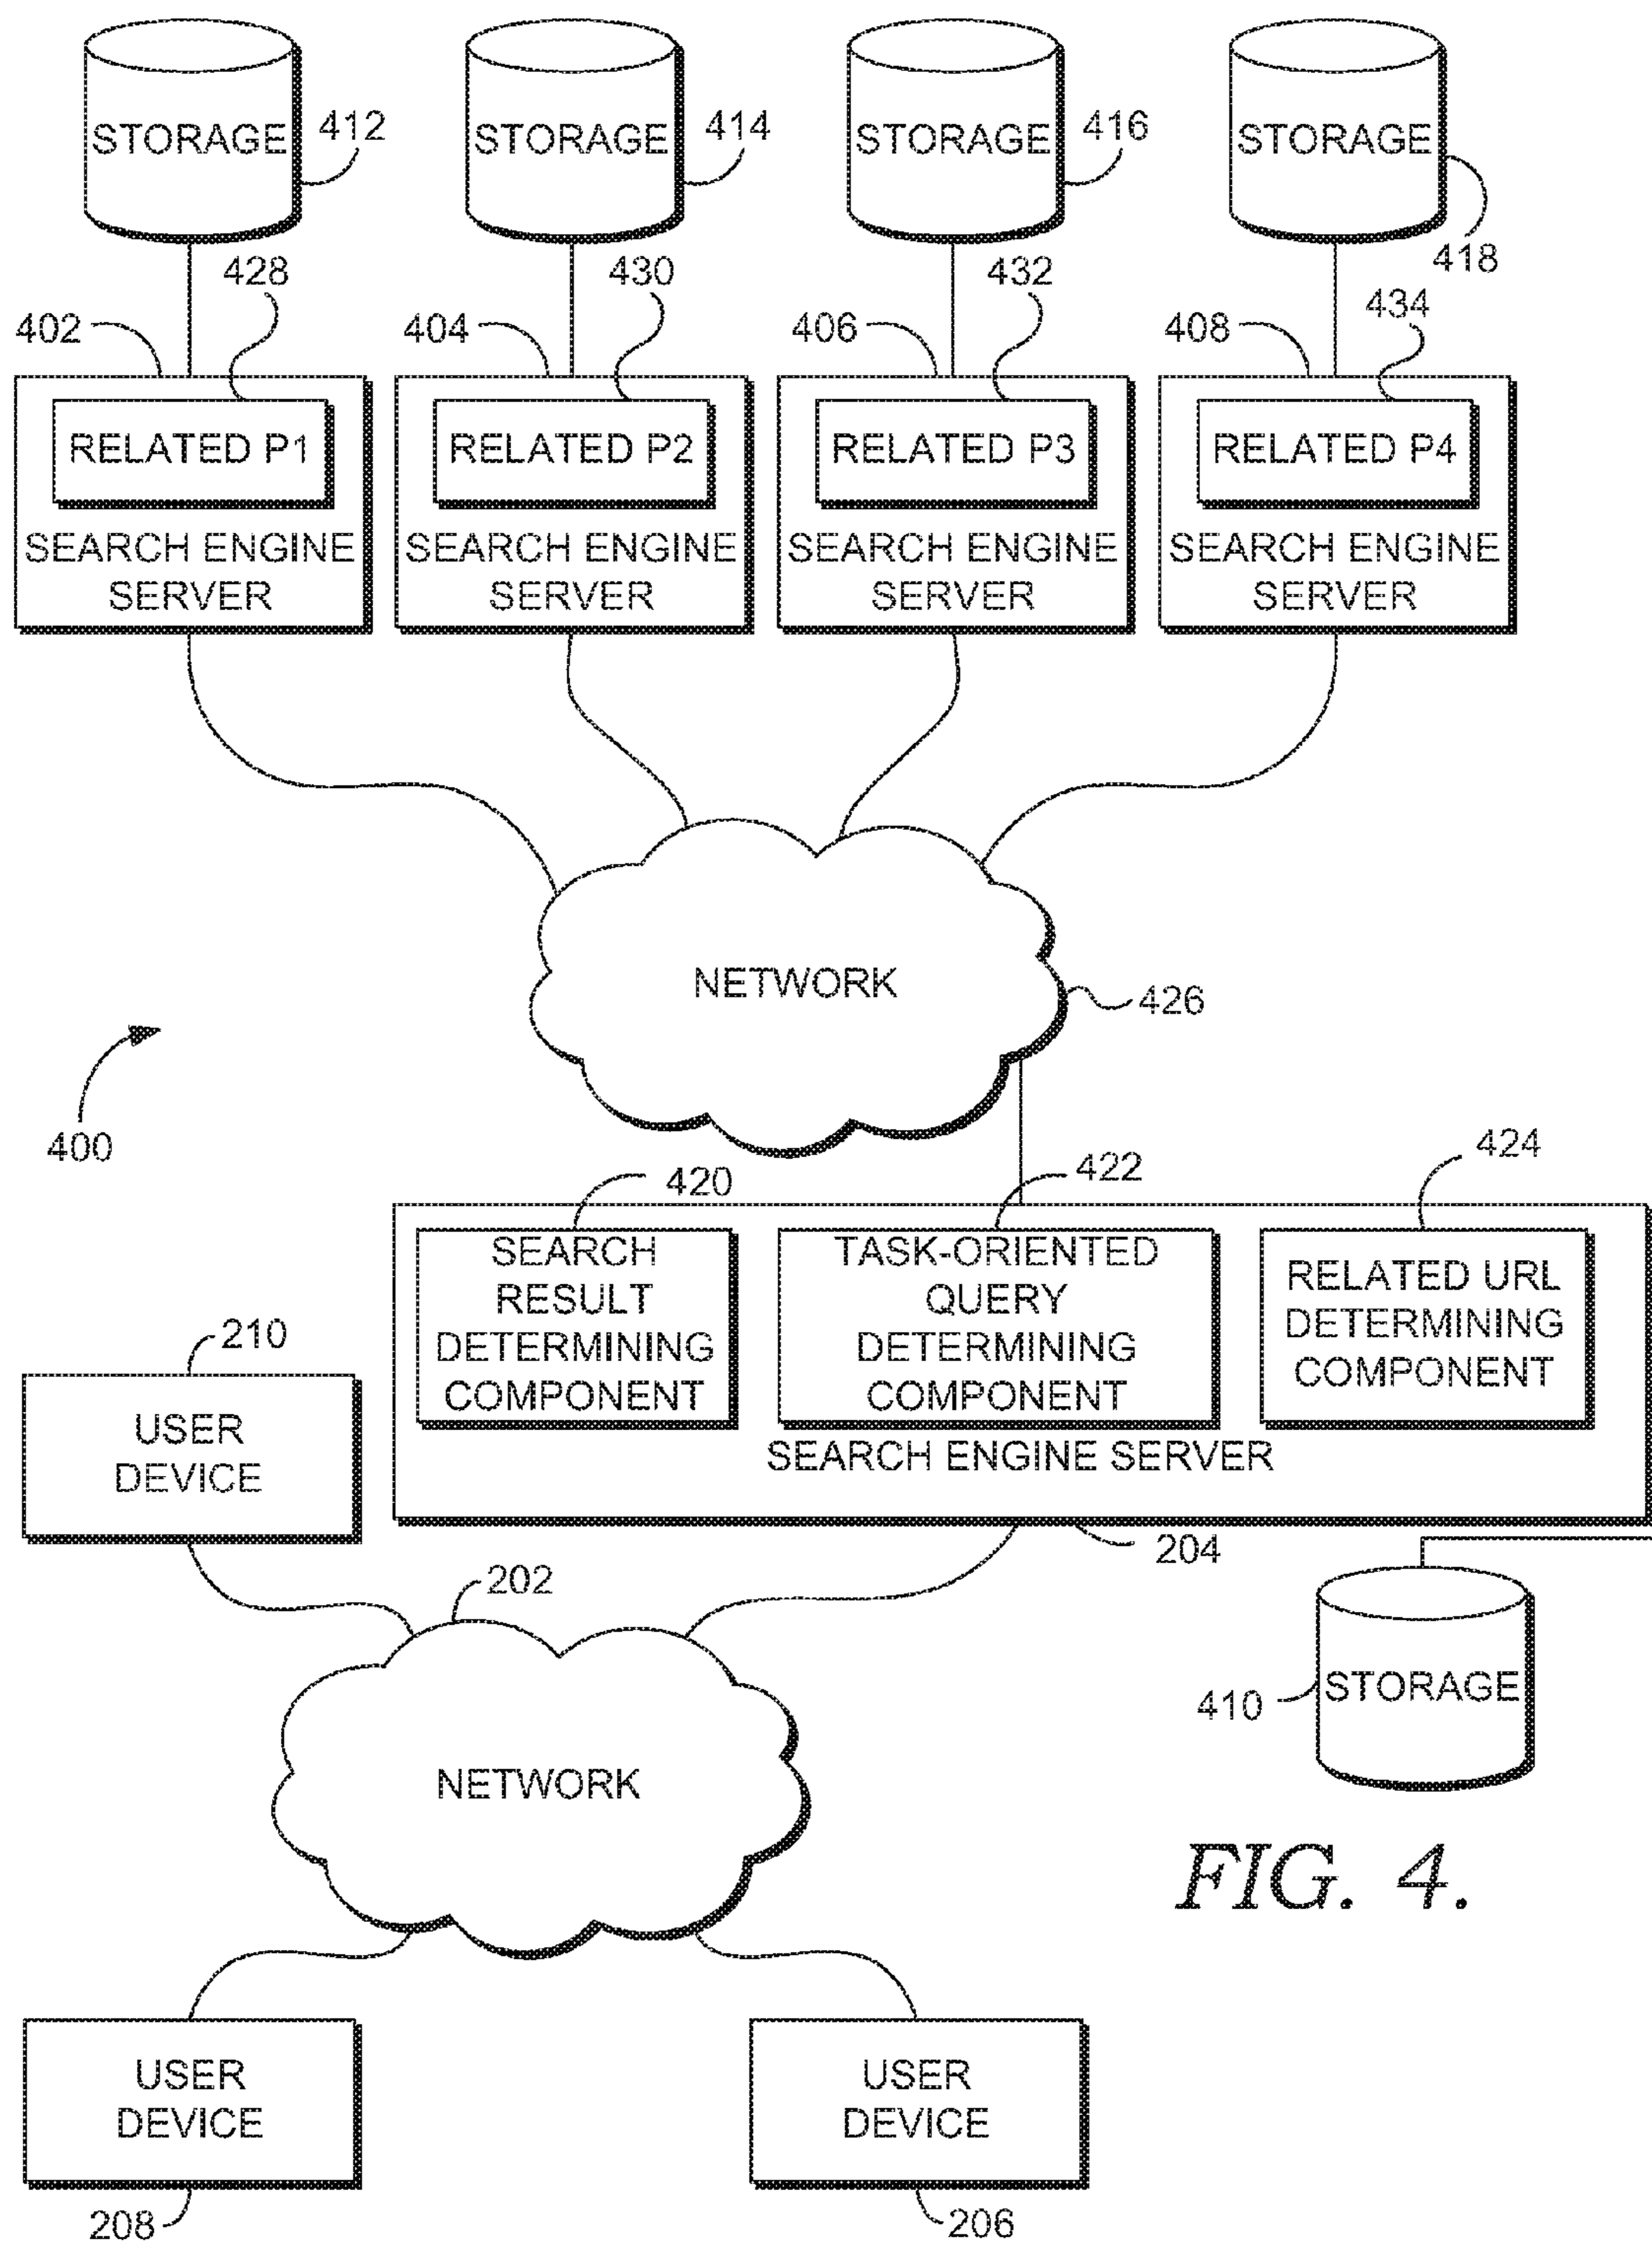 STORAGE
412
STORAGE
414
STORAGE
416
STORAGE
418
428
430
432
434
402
404
406
408
RELATED P1
SEARCH ENGINE
SERVER
RELATED P2
SEARCH ENGINE
SERVER
RELATED P3
SEARCH ENGINE
SERVER
RELATED P4
SEARCH ENGINE
SERVER
NETWORK
426
400
420
422
424
SEARCH
RESULT
DETERMINING
COMPONENT
TASK-ORIENTED
QUERY
DETERMINING
COMPONENT
RELATED URL
DETERMINING
COMPONENT
SEARCH ENGINE SERVER
204
210
USER
DEVICE
202
NETWORK
410
STORAGE
FIG. 4.
USER
DEVICE
208
USER
DEVICE
206